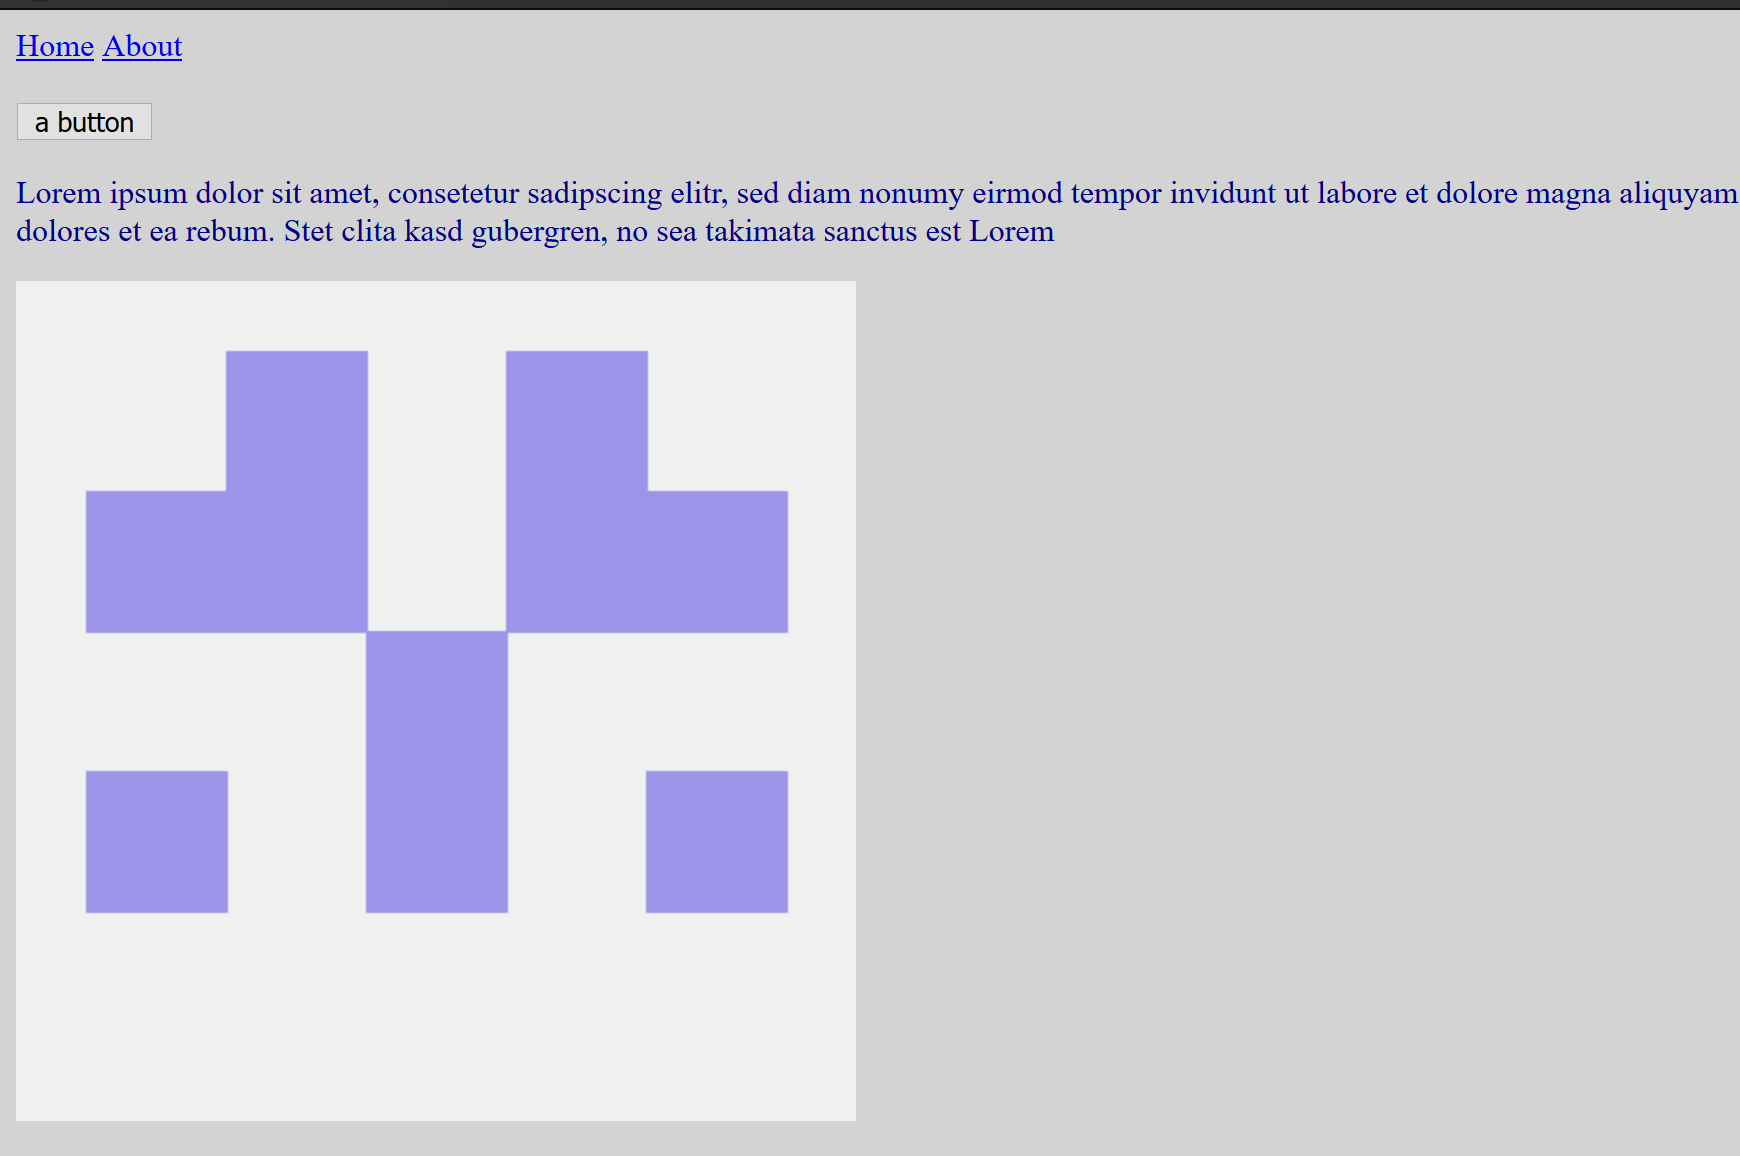 Home About
a button
Lorem ipsum dolor sit amet, consetetur sadipscing elitr, sed diam nonumy eirmod tempor invidunt ut labore et dolore magna aliquyam
dolores et ea rebum. Stet clita kasd gubergren, no sea takimata sanctus est Lorem